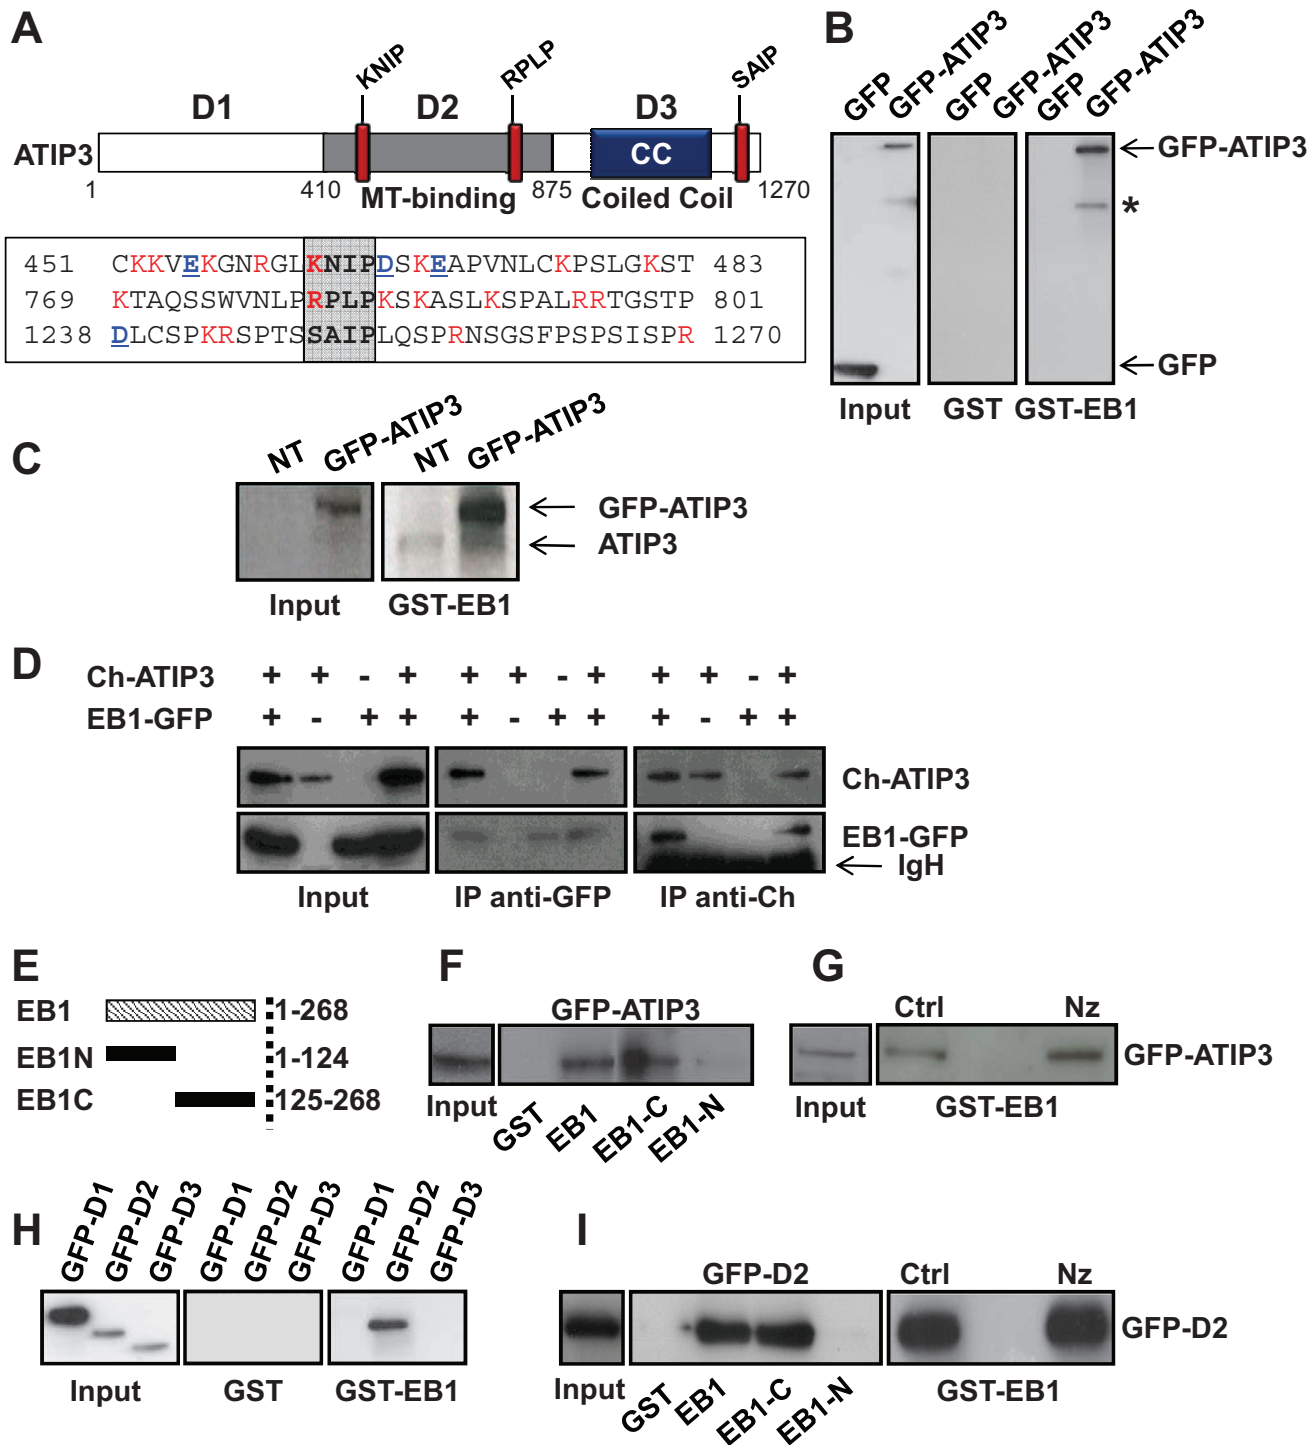 A
KNIP
RPLP
SAIP
D1
D2
D3
ATIP3
CC
1
410
MT-binding
875
Coiled Coil
1270
451 CKKVEKGNRGLKNIPDSKEAPVNLCKPSLGKST 483
769 KTAQSSWVNLPRPLPKSKASLKSPALRRTGSTP 801
1238 DLCSPKRSPTSSAIPLQSPRNSGSFPSPSISPR 1270
B
GFP
GFP-ATIP3
GFP
GFP-ATIP3
GFP
GFP-ATIP3
GFP-ATIP3
*
GFP
Input
GST
GST-EB1
C
NT
GFP-ATIP3
NT
GFP-ATIP3
GFP-ATIP3
ATIP3
Input
GST-EB1
D
Ch-ATIP3 + + - + + + - + + + - +
EB1-GFP + - + + + - + + + - + +
Ch-ATIP3
EB1-GFP
IgH
Input
IP anti-GFP
IP anti-Ch
E
EB1 1-268
EB1N 1-124
EB1C 125-268
F
GFP-ATIP3
Input
GST
EB1
EB1-C
EB1-N
G
Ctrl
Nz
GFP-ATIP3
Input
GST-EB1
H
GFP-D1
GFP-D2
GFP-D3
GFP-D1
GFP-D2
GFP-D3
GFP-D1
GFP-D2
GFP-D3
Input
GST
GST-EB1
I
GFP-D2
Ctrl
Nz
GFP-D2
Input
GST
EB1
EB1-C
EB1-N
GST-EB1